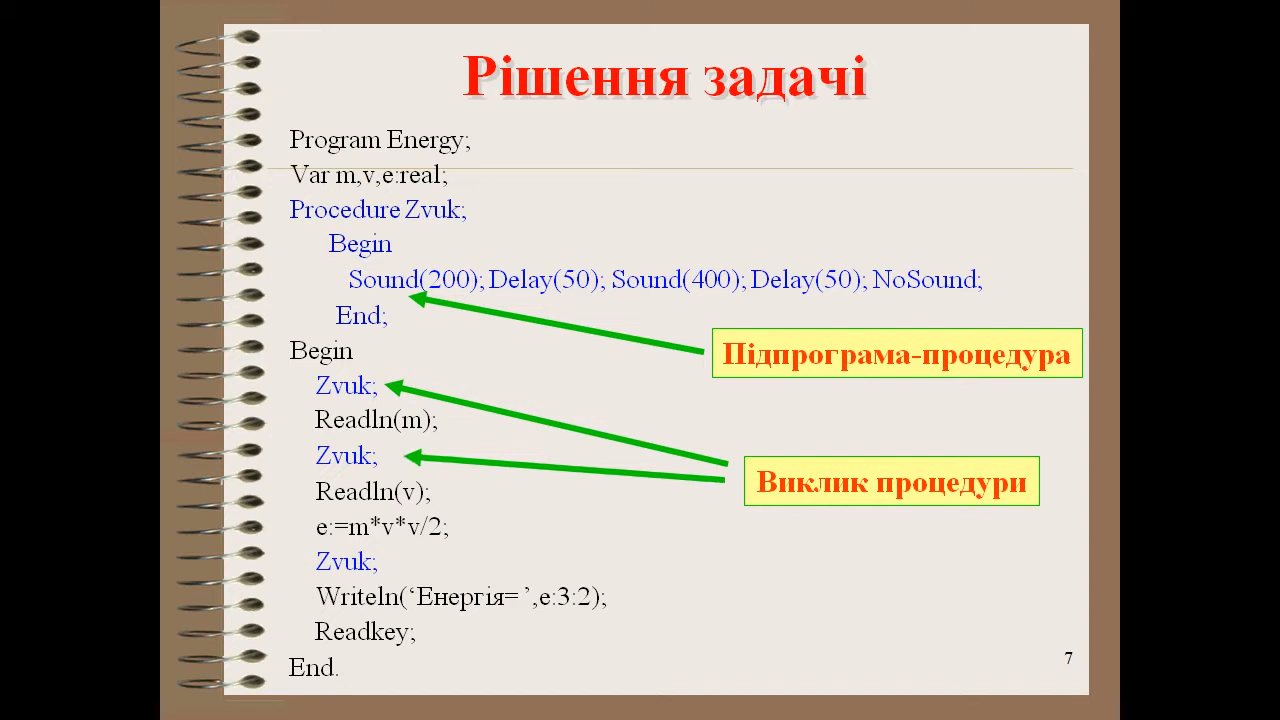 Рішення задачі
Program Energy;
Var m,v,e:real;
Procedure Zvuk;
Begin
Sound(200); Delay(50); Sound(400); Delay(50); NoSound;
End;
Begin
Підпрограма-процедура
Zvuk;
Readln(m);
Zvuk;
Виклик процедури
Readln(v);
e:=m*v*v/2;
Zvuk;
Writeln(‘Енергія= ’,e:3:2);
Readkey;
End.
7